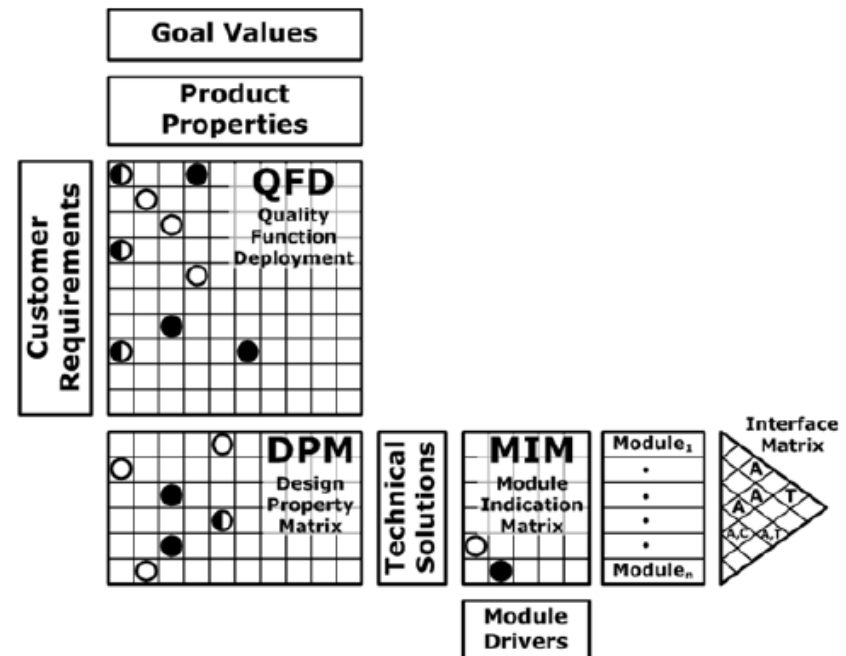 Goal Values
Product
Properties
Customer
Requirements
QFD
Quality
Function
Deployment
DPM
Design
Property
Matrix
Technical
Solutions
MIM
Module
Indication
Matrix
Module₁
•
•
•
•
Moduleₙ
Interface
Matrix
A
A T
A
A,C A,T
Module
Drivers